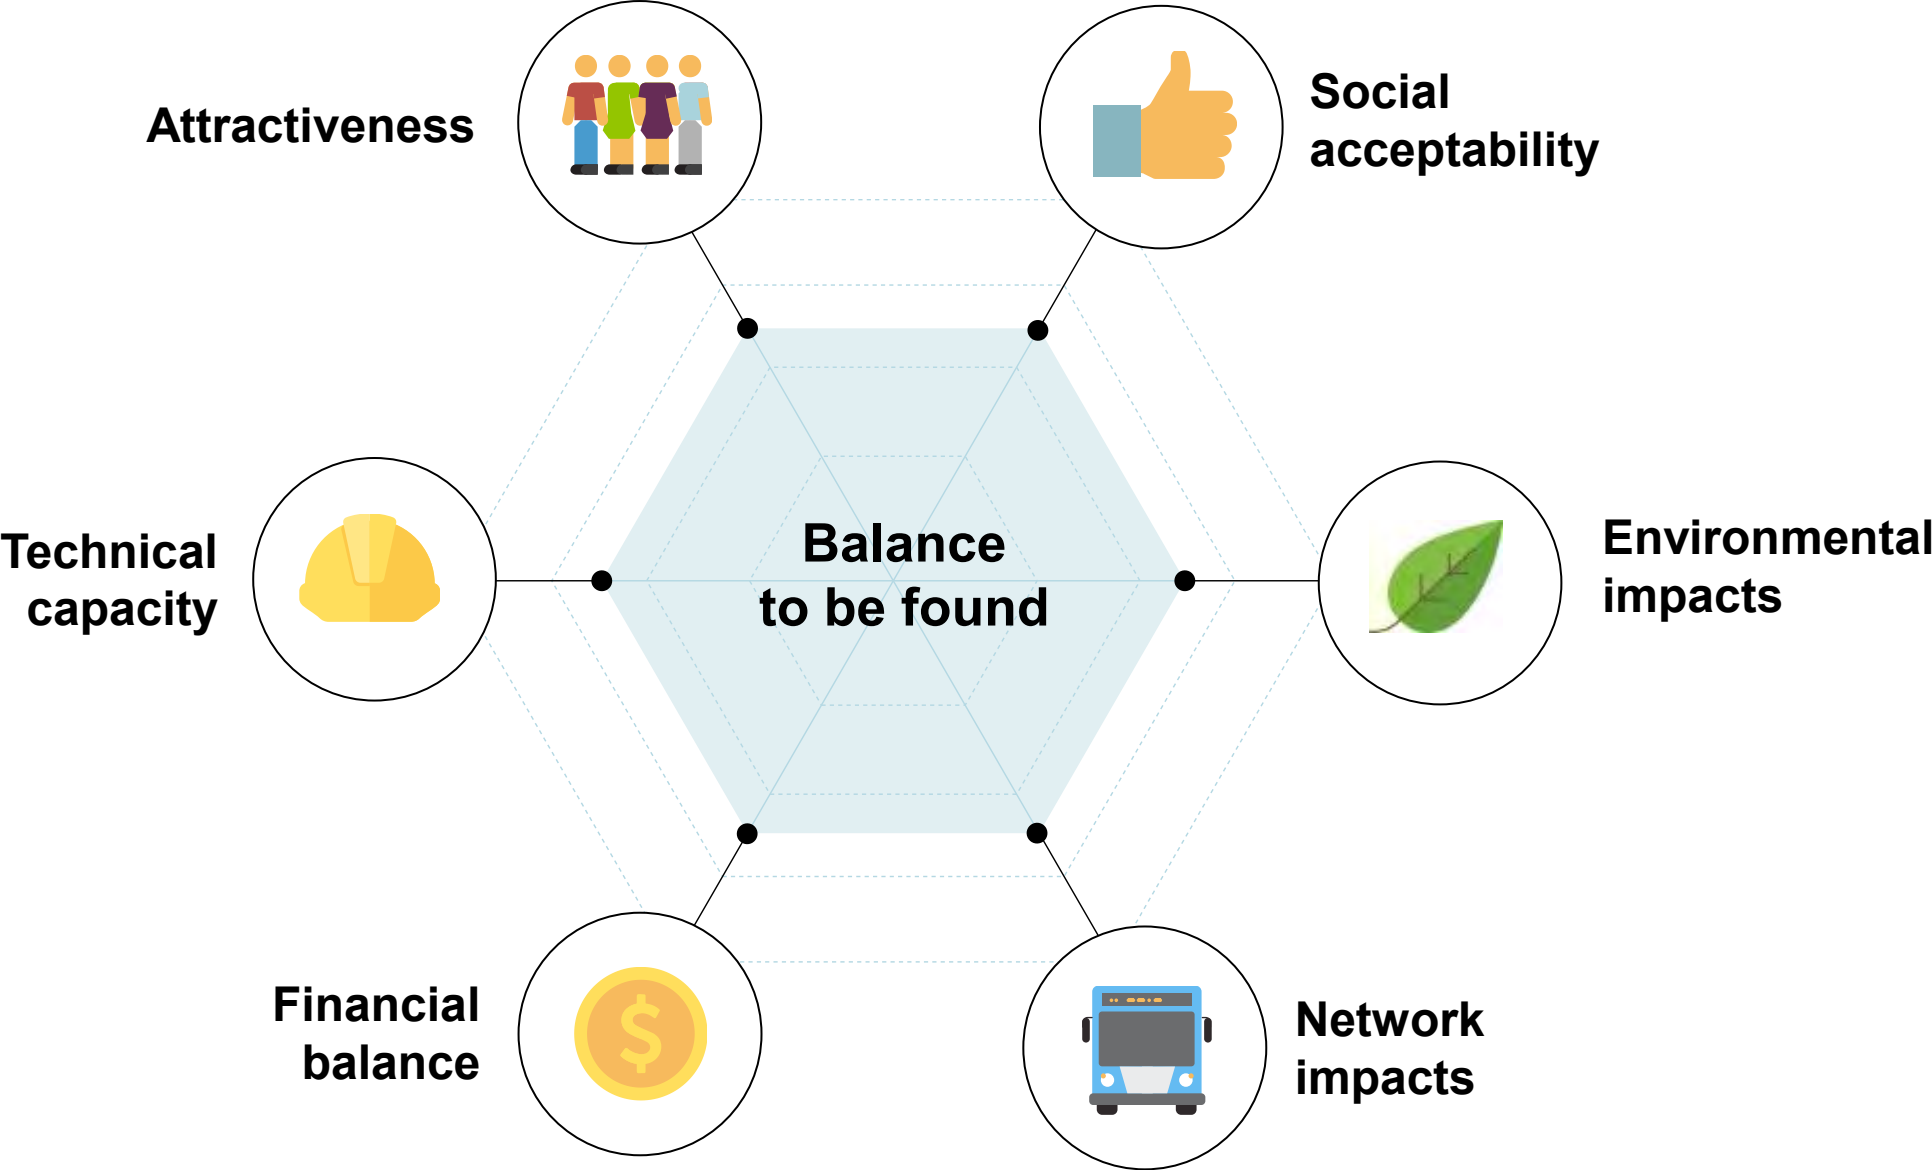 Attractiveness
Social
acceptability
Technical
capacity
Balance
to be found
Environmental
impacts
Financial
balance
$
Network
impacts